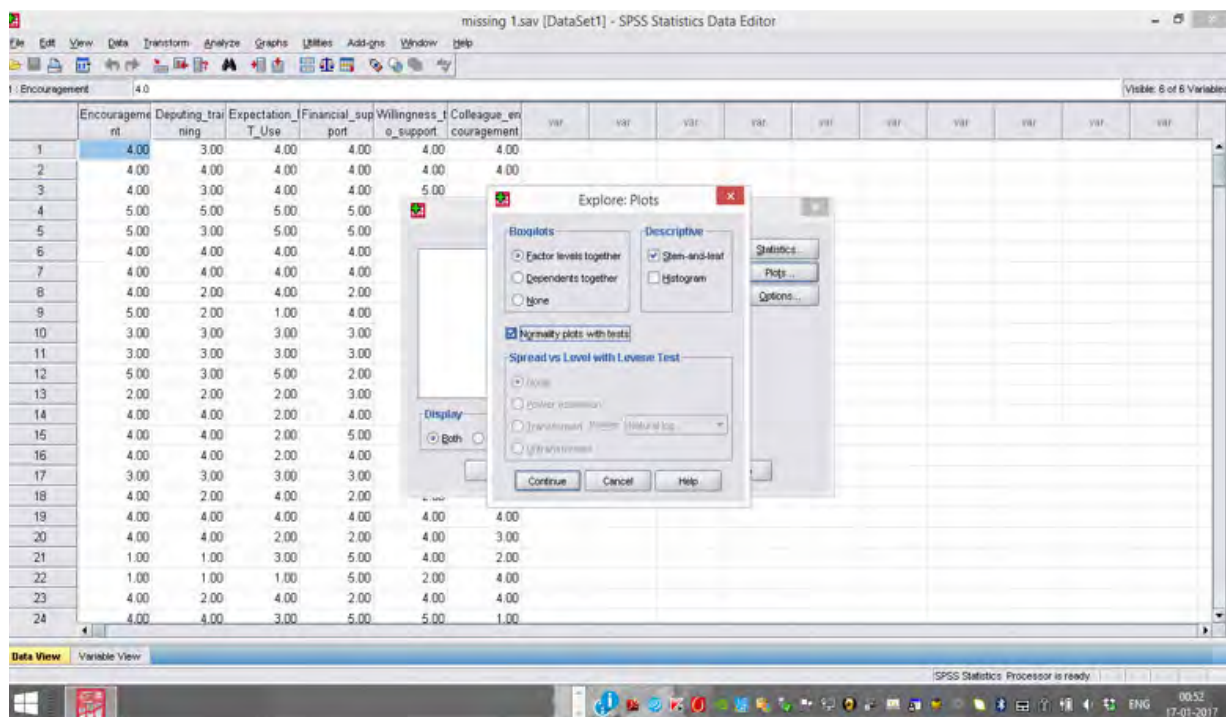 missing 1.sav [DataSet1] - SPSS Statistics Data Editor
File Edit View Data Transform Analyze Graphs Utilities Add-ons Window Help
1 : Encouragement 4.0 Visible: 6 of 6 Variables
Encourageme Deputing_trai Expectation_I Financial_sup Willingness_t Colleague_en var var var var var var var var var
nt ning T_Use port o_support couragement
1 4.00 3.00 4.00 4.00 4.00 4.00
2 4.00 4.00 4.00 4.00 4.00 4.00
3 4.00 3.00 4.00 4.00 5.00
4 5.00 5.00 5.00 5.00
5 5.00 3.00 5.00 5.00
6 4.00 4.00 4.00 4.00
7 4.00 4.00 4.00 4.00
8 4.00 2.00 4.00 2.00
9 5.00 2.00 1.00 4.00
10 3.00 3.00 3.00 3.00
11 3.00 3.00 3.00 3.00
12 5.00 3.00 5.00 2.00
13 2.00 2.00 2.00 3.00
14 4.00 4.00 2.00 4.00
15 4.00 4.00 2.00 5.00
16 4.00 4.00 2.00 4.00
17 3.00 3.00 3.00 3.00
18 4.00 2.00 4.00 2.00
19 4.00 4.00 4.00 4.00 4.00 4.00
20 4.00 4.00 2.00 2.00 4.00 3.00
21 1.00 1.00 3.00 5.00 4.00 2.00
22 1.00 1.00 1.00 5.00 2.00 4.00
23 4.00 2.00 4.00 2.00 4.00 4.00
24 4.00 4.00 3.00 5.00 5.00 1.00
Explore: Plots
Boxplots Descriptive
Factor levels together Stem-and-leaf
Dependents together Histogram
None
Normality plots with tests
Spread vs Level with Levene Test
None
Power estimation
Transformed Power: Natural log
Untransformed
Continue Cancel Help
Statistics...
Plots...
Options...
Display
Both
Data View Variable View
SPSS Statistics Processor is ready
ENG 00:52
17-01-2017